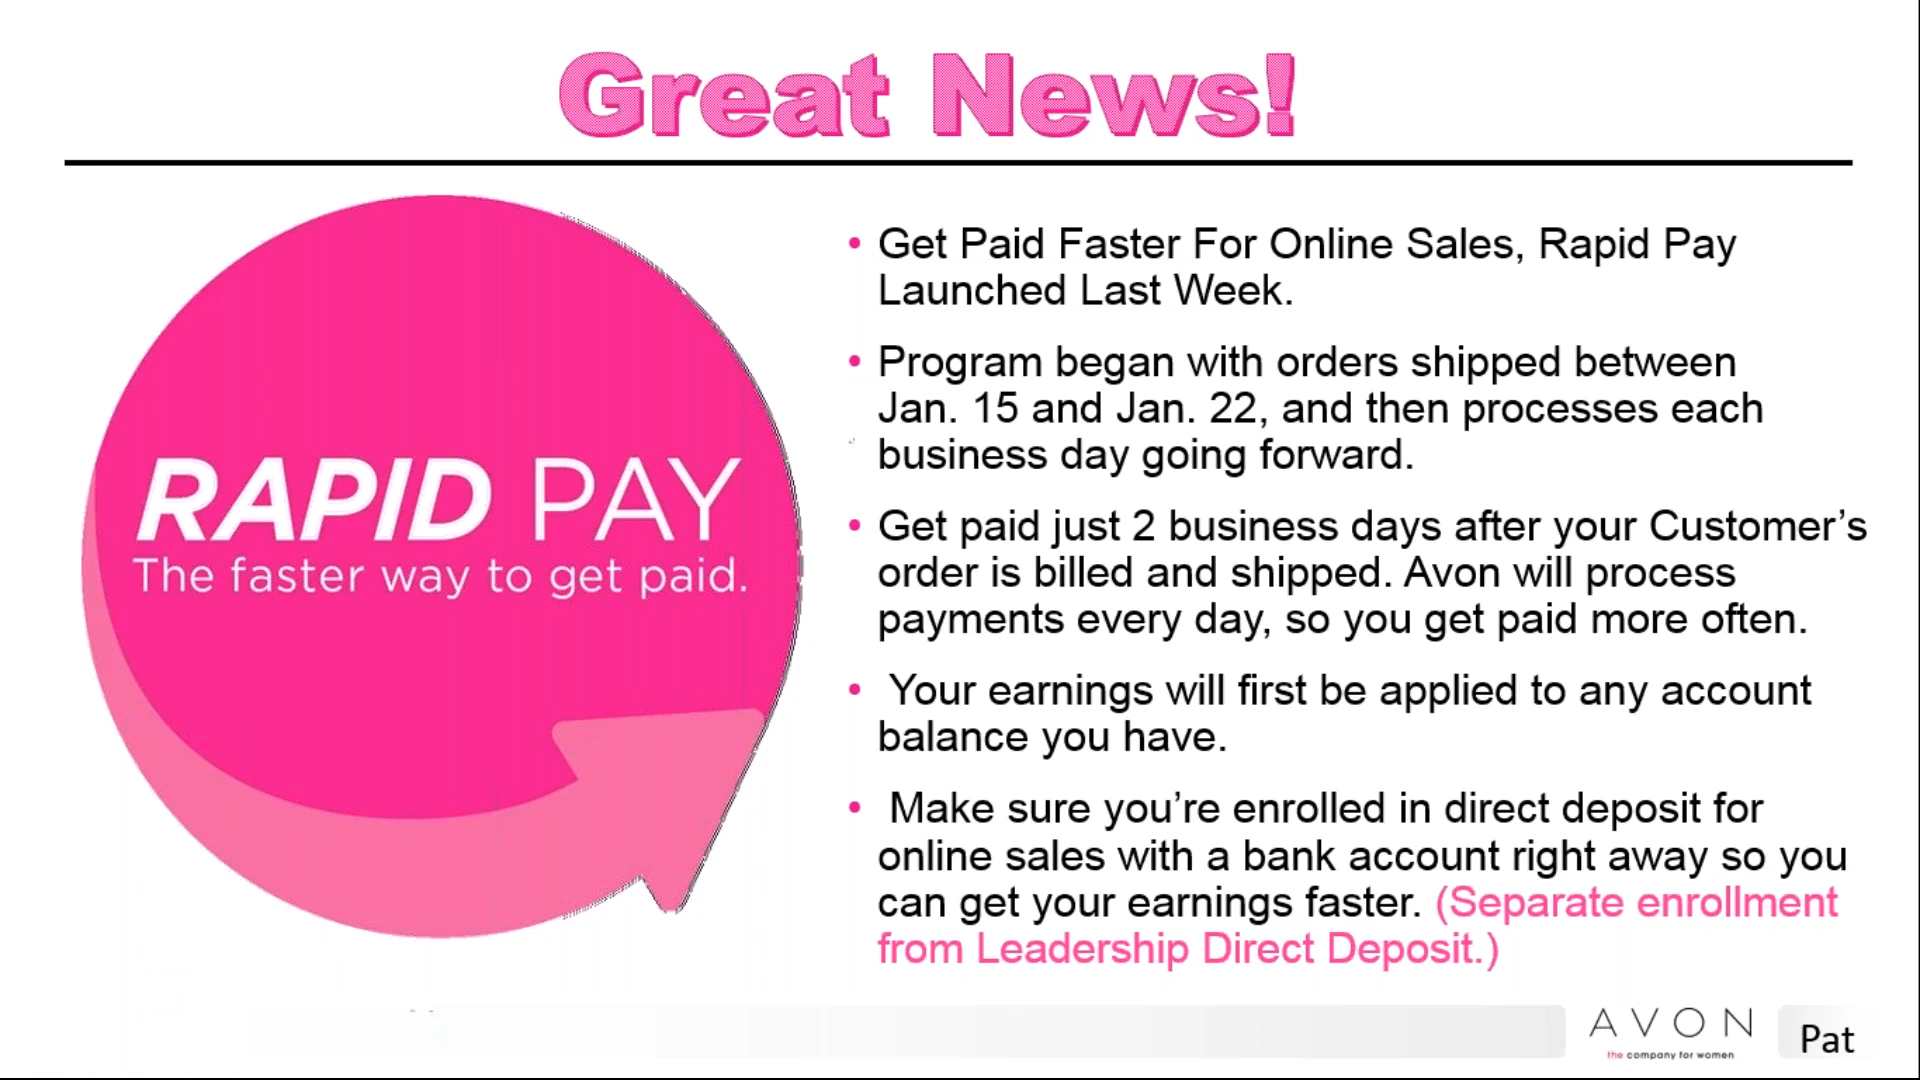 Great News!
RAPID PAY
The faster way to get paid.
• Get Paid Faster For Online Sales, Rapid Pay
Launched Last Week.
• Program began with orders shipped between
Jan. 15 and Jan. 22, and then processes each
business day going forward.
• Get paid just 2 business days after your Customer’s
order is billed and shipped. Avon will process
payments every day, so you get paid more often.
• Your earnings will first be applied to any account
balance you have.
• Make sure you’re enrolled in direct deposit for
online sales with a bank account right away so you
can get your earnings faster. (Separate enrollment
from Leadership Direct Deposit.)
AVON
the company for women
Pat